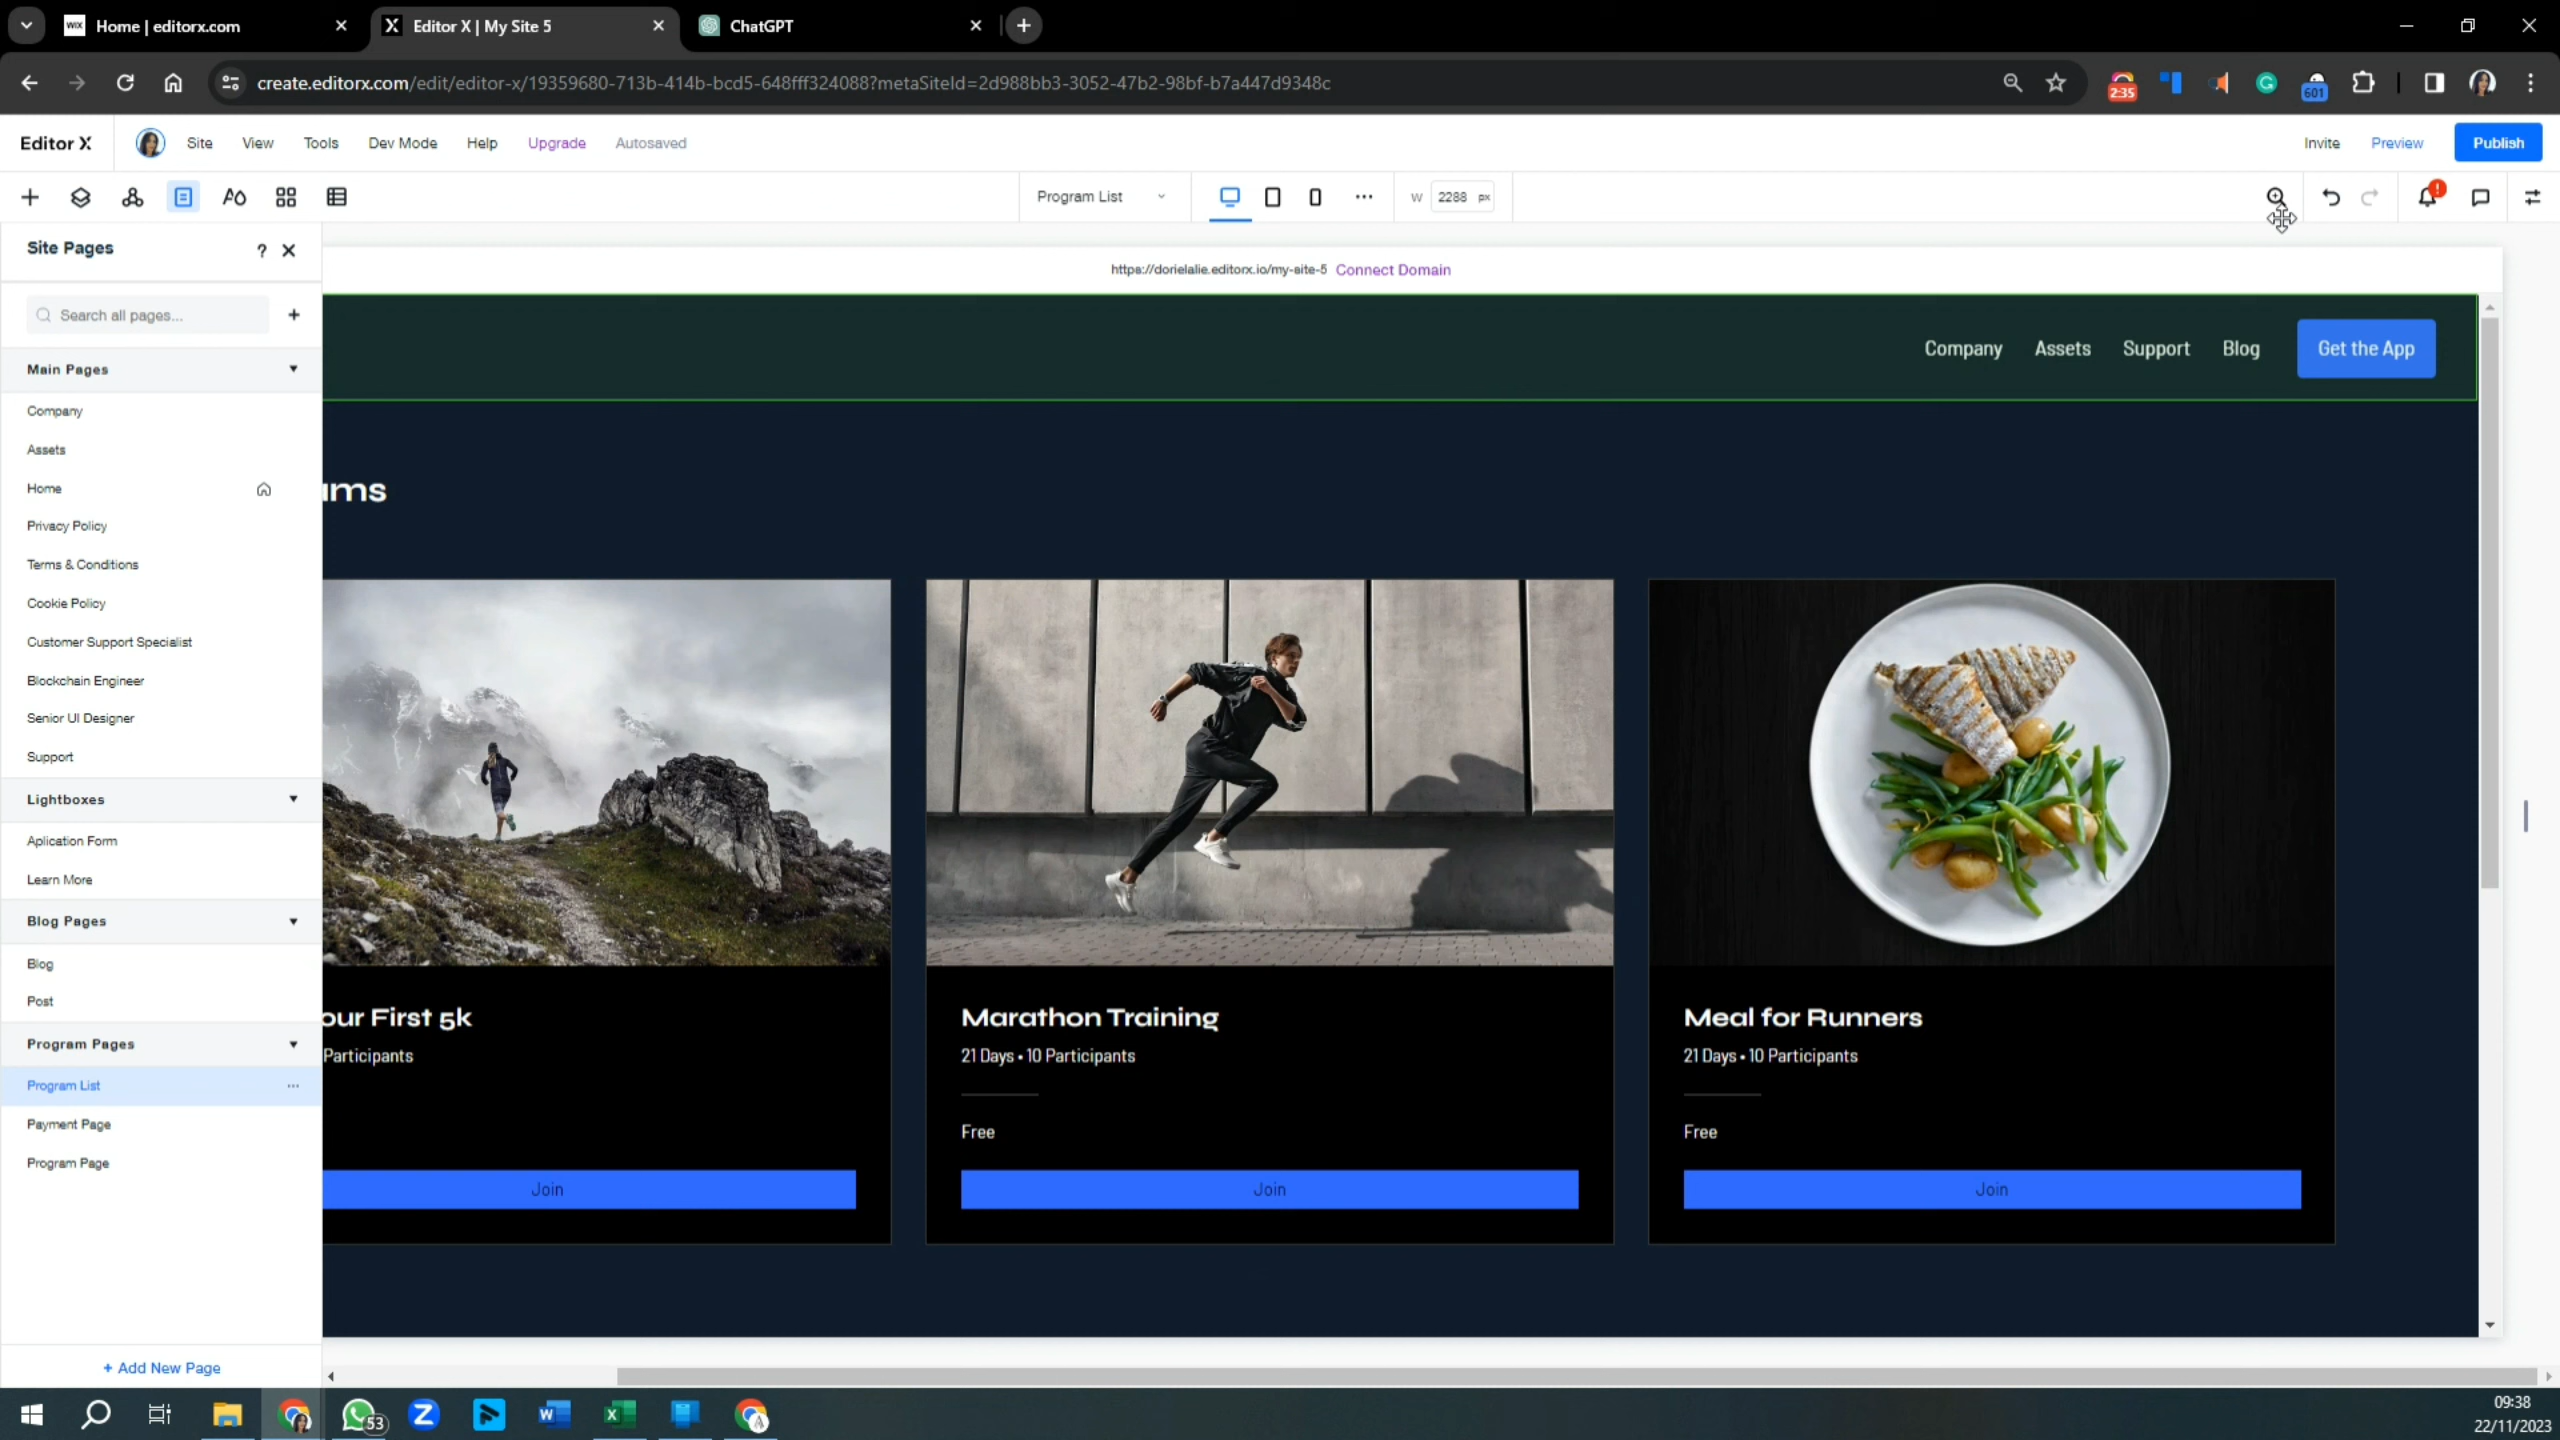 WIX Home | editorx.com
X Editor X | My Site 5
ChatGPT
create.editorx.com/edit/editor-x/19359680-713b-414b-bcd5-648fff324088?metaSiteId=2d988bb3-3052-47b2-98bf-b7a447d9348c
2:35
601
Editor X Site View Tools Dev Mode Help Upgrade Autosaved Invite Preview Publish
Program List W 2288 px
Site Pages ?
https://dorielalie.editorx.io/my-site-5 Connect Domain
Search all pages... +
Company Assets Support Blog Get the App
Main Pages
Company
Assets
Home
ams
Privacy Policy
Terms & Conditions
Cookie Policy
Customer Support Specialist
Blockchain Engineer
Senior UI Designer
Support
Lightboxes
Aplication Form
Learn More
Blog Pages
Blog
Post
Program Pages
Program List ...
Payment Page
Program Page
our First 5k
Participants
Join
Marathon Training
21 Days • 10 Participants
Free
Join
Meal for Runners
21 Days • 10 Participants
Free
Join
+ Add New Page
53
09:38
22/11/2023